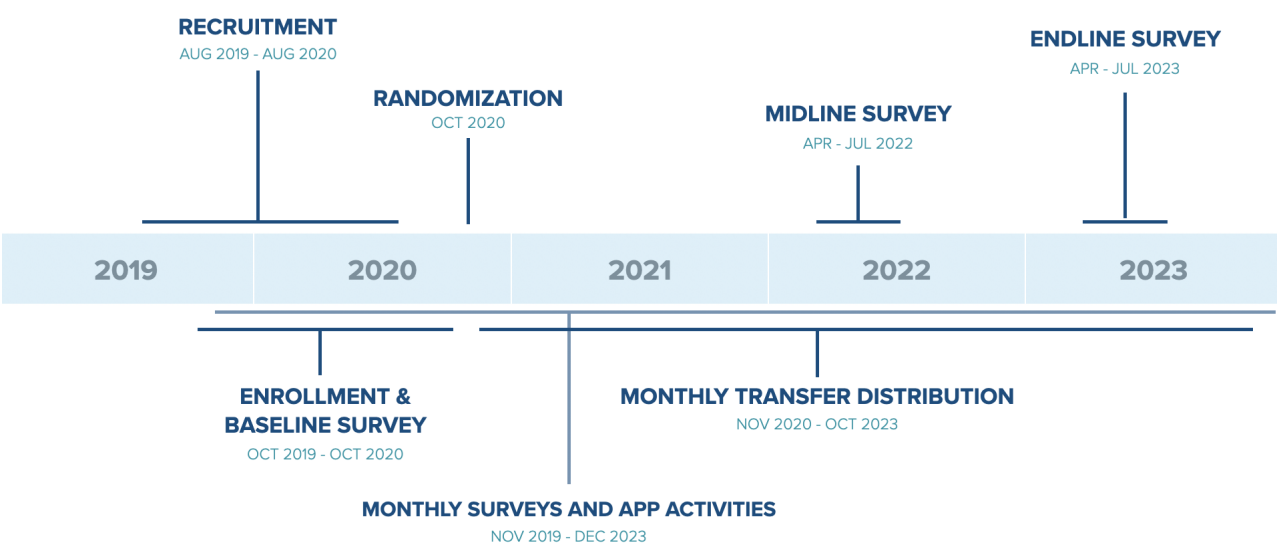 RECRUITMENT
AUG 2019 - AUG 2020
RANDOMIZATION
OCT 2020
MIDLINE SURVEY
APR - JUL 2022
ENDLINE SURVEY
APR - JUL 2023
2019
2020
2021
2022
2023
ENROLLMENT &
BASELINE SURVEY
OCT 2019 - OCT 2020
MONTHLY TRANSFER DISTRIBUTION
NOV 2020 - OCT 2023
MONTHLY SURVEYS AND APP ACTIVITIES
NOV 2019 - DEC 2023